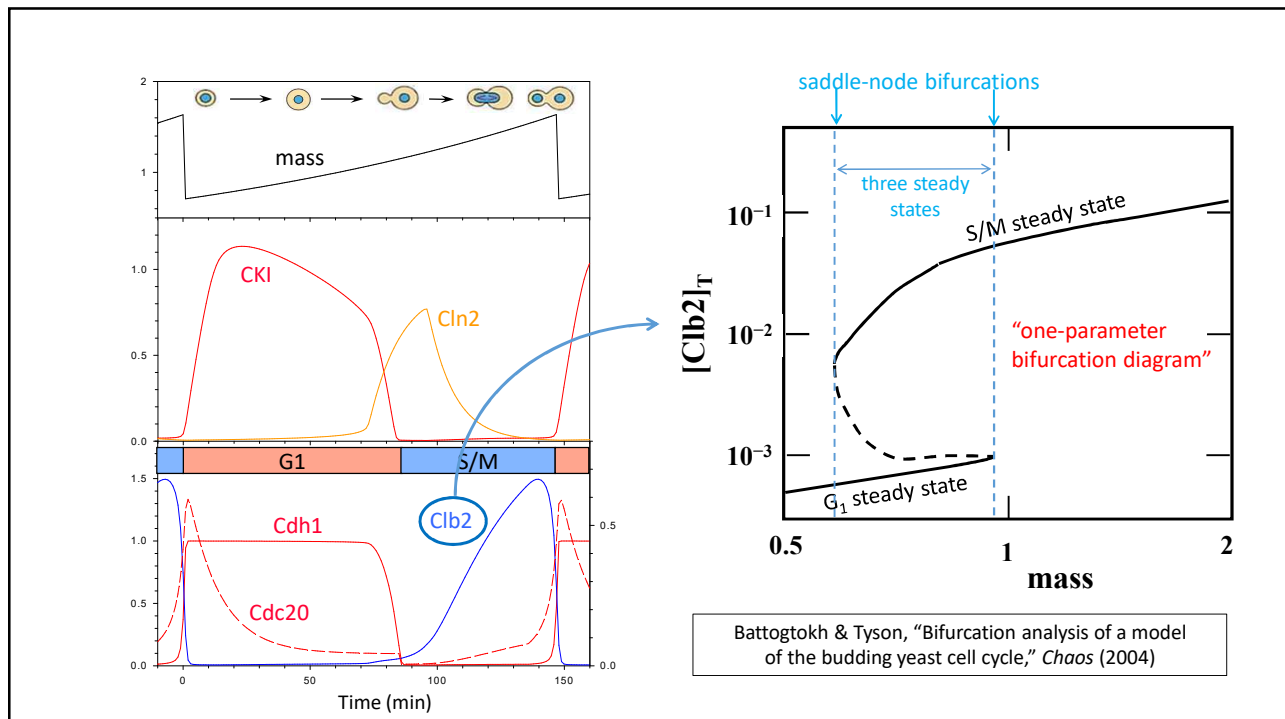 2
mass
1
1.0
CKI
Cln2
0.5
0.0
G1
S/M
1.5
Cdh1
Clb2
1.0
0.5
Cdc20
0.5
0.0
0.0
0
50
100
150
Time (min)
saddle-node bifurcations
three steady
states
S/M steady state
10⁻¹
[Clb2]T
10⁻²
"one-parameter
bifurcation diagram"
10⁻³
G₁ steady state
0.5
1
2
mass
Battogtokh & Tyson, "Bifurcation analysis of a model
of the budding yeast cell cycle," Chaos (2004)